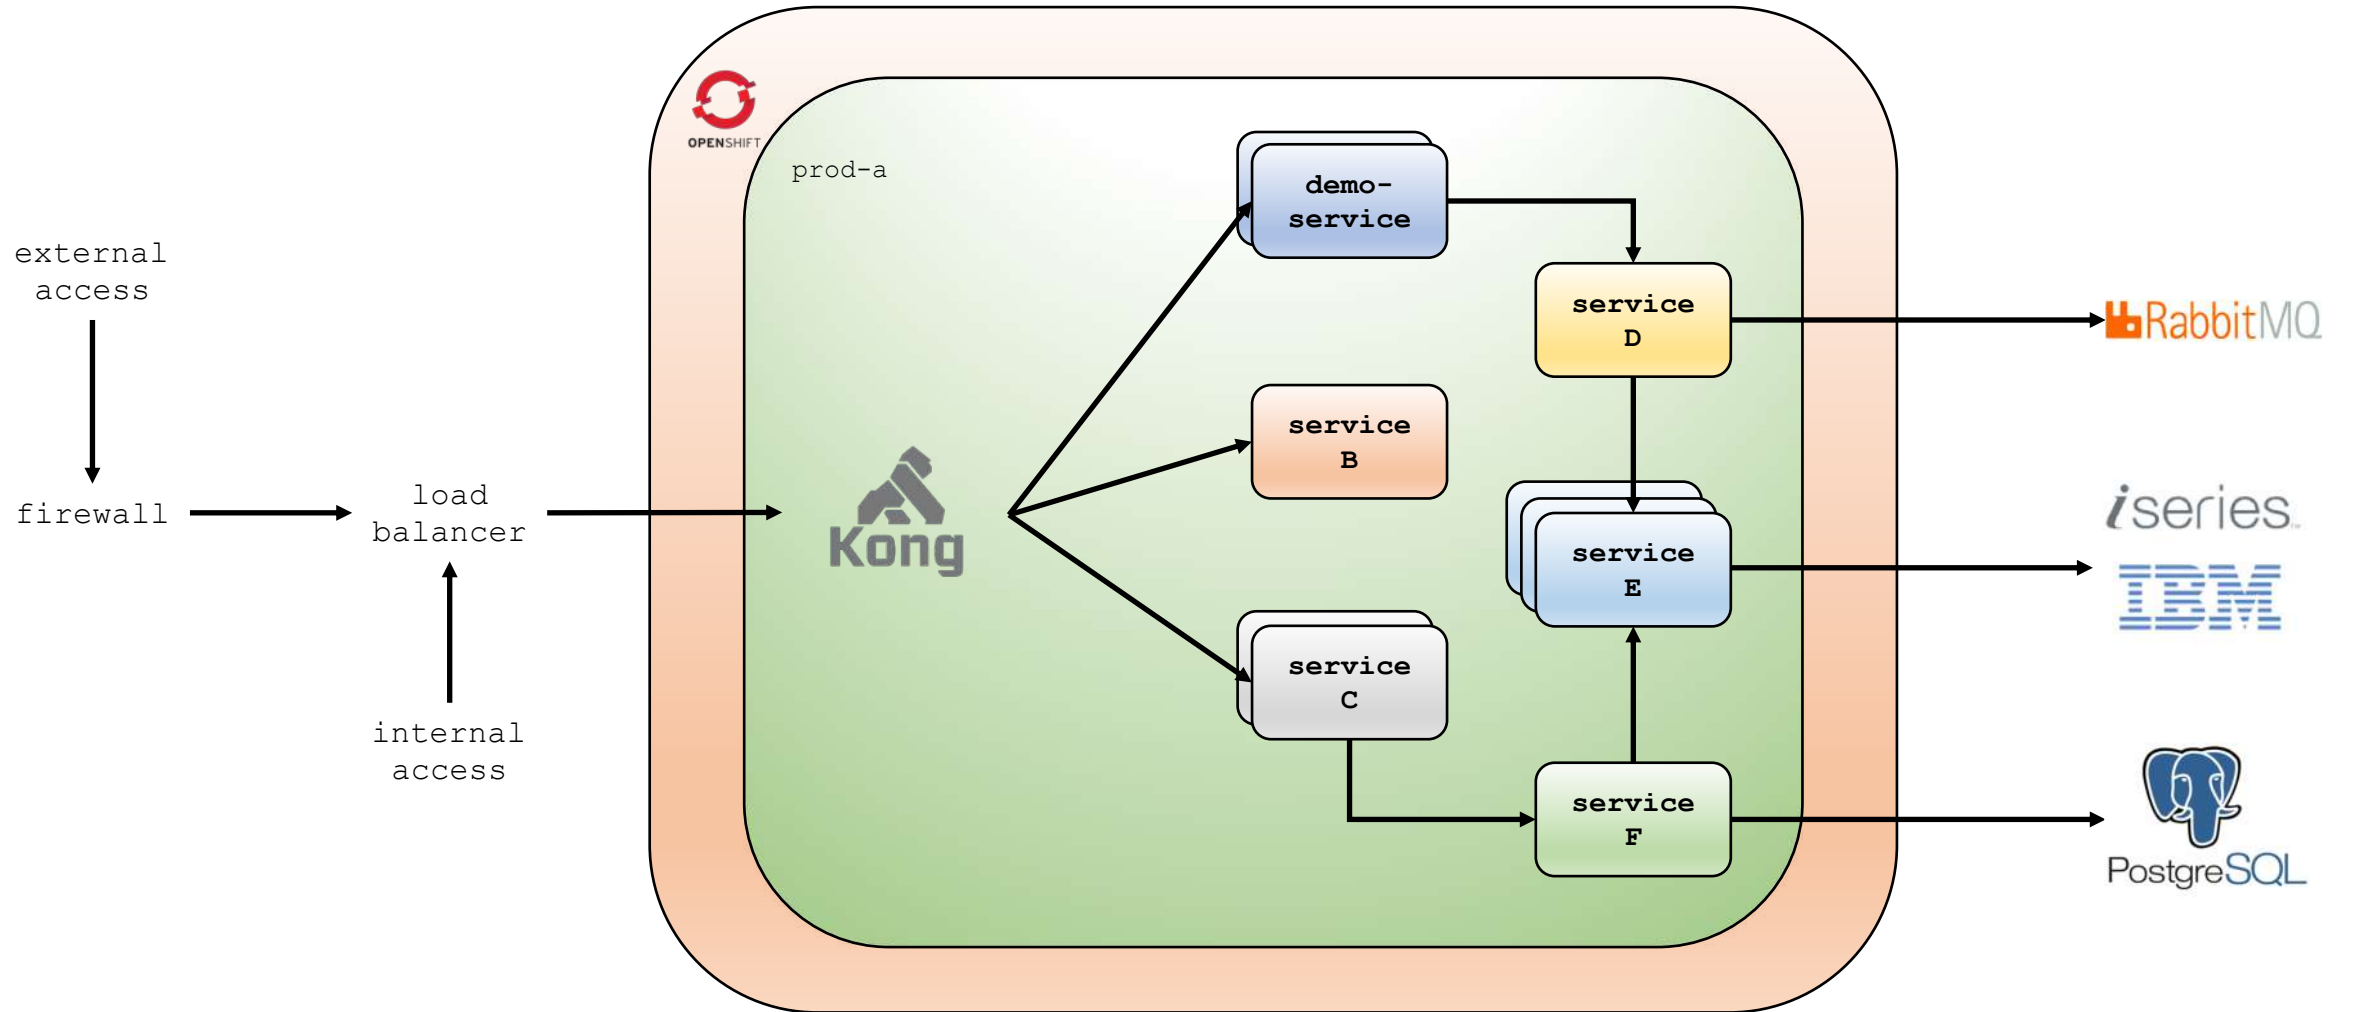 OPENSHIFT
prod-a
demo-
service
external
access
service
D
RabbitMQ
service
B
load
balancer
firewall
Kong
iseries™
service
E
IBM
service
C
internal
access
service
F
PostgreSQL